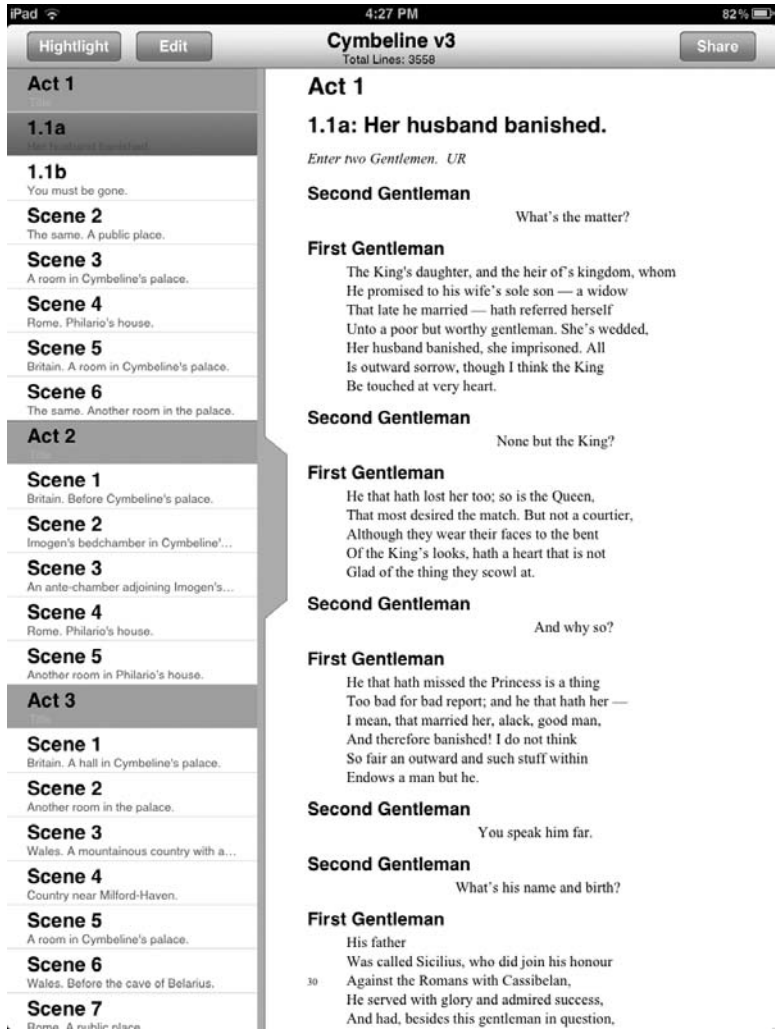 iPad 4:27 PM 82%
Hightlight Edit Cymbeline v3 Share
Total Lines: 3558
Act 1
Title
1.1a
Her husband banished.
1.1b
You must be gone.
Scene 2
The same. A public place.
Scene 3
A room in Cymbeline's palace.
Scene 4
Rome. Philario's house.
Scene 5
Britain. A room in Cymbeline's palace.
Scene 6
The same. Another room in the palace.
Act 2
Title
Scene 1
Britain. Before Cymbeline's palace.
Scene 2
Imogen's bedchamber in Cymbeline'...
Scene 3
An ante-chamber adjoining Imogen's...
Scene 4
Rome. Philario's house.
Scene 5
Another room in Philario's house.
Act 3
Title
Scene 1
Britain. A hall in Cymbeline's palace.
Scene 2
Another room in the palace.
Scene 3
Wales. A mountainous country with a...
Scene 4
Country near Milford-Haven.
Scene 5
A room in Cymbeline's palace.
Scene 6
Wales. Before the cave of Belarius.
Scene 7
Rome. A public place.
Act 1
1.1a: Her husband banished.
Enter two Gentlemen. UR
Second Gentleman
What's the matter?
First Gentleman
The King's daughter, and the heir of's kingdom, whom
He promised to his wife's sole son — a widow
That late he married — hath referred herself
Unto a poor but worthy gentleman. She's wedded,
Her husband banished, she imprisoned. All
Is outward sorrow, though I think the King
Be touched at very heart.
Second Gentleman
None but the King?
First Gentleman
He that hath lost her too; so is the Queen,
That most desired the match. But not a courtier,
Although they wear their faces to the bent
Of the King's looks, hath a heart that is not
Glad of the thing they scowl at.
Second Gentleman
And why so?
First Gentleman
He that hath missed the Princess is a thing
Too bad for bad report; and he that hath her —
I mean, that married her, alack, good man,
And therefore banished! I do not think
So fair an outward and such stuff within
Endows a man but he.
Second Gentleman
You speak him far.
Second Gentleman
What's his name and birth?
First Gentleman
His father
Was called Sicilius, who did join his honour
30 Against the Romans with Cassibelan,
He served with glory and admired success,
And had, besides this gentleman in question,